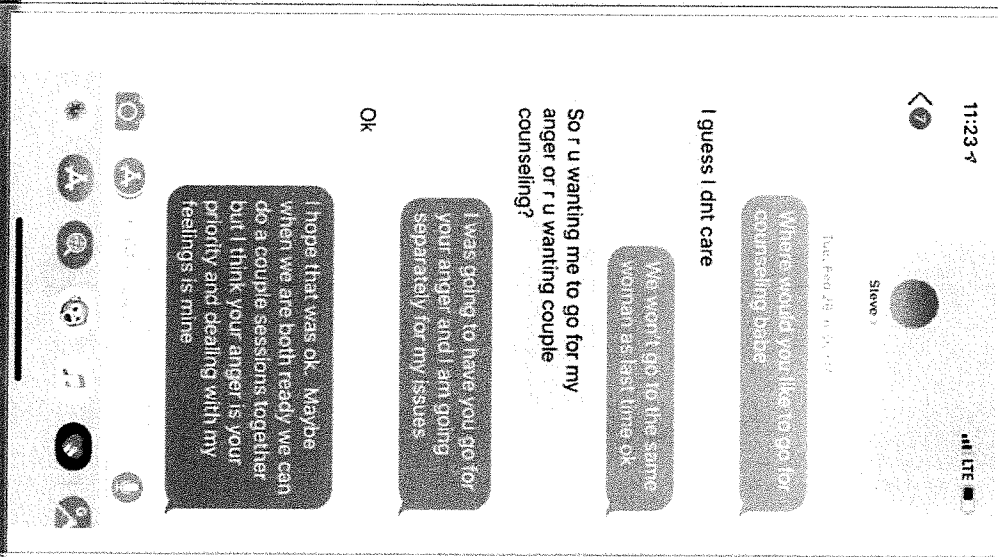 11:23
LTE
7
Steve
Where would you like to go for
counseling babe
I guess I dnt care
We won't go to the same
woman as last time ok
So r u wanting me to go for my
anger or r u wanting couple
counseling?
I was going to have you go for
your anger and I am going
separately for my issues
Ok
I hope that was ok. Maybe
when we are both ready we can
do a couple sessions together
but I think your anger is your
priority and dealing with my
feelings is mine